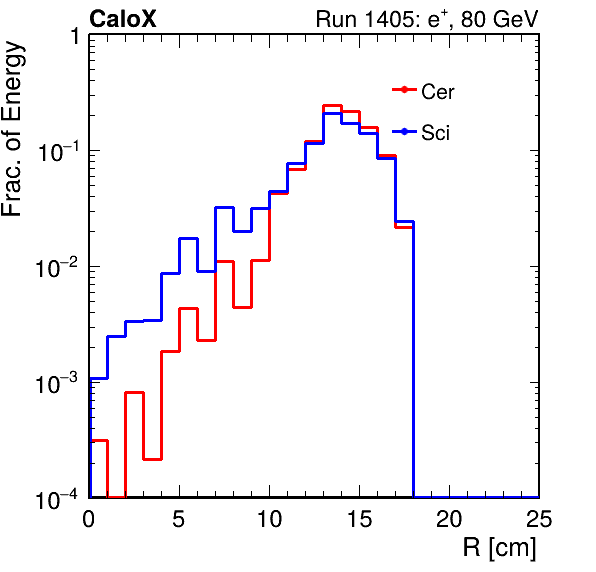 CaloX Run 1405: e⁺, 80 GeV
Frac. of Energy
1
10⁻¹
10⁻²
10⁻³
10⁻⁴
Cer
Sci
0 5 10 15 20 25
R [cm]